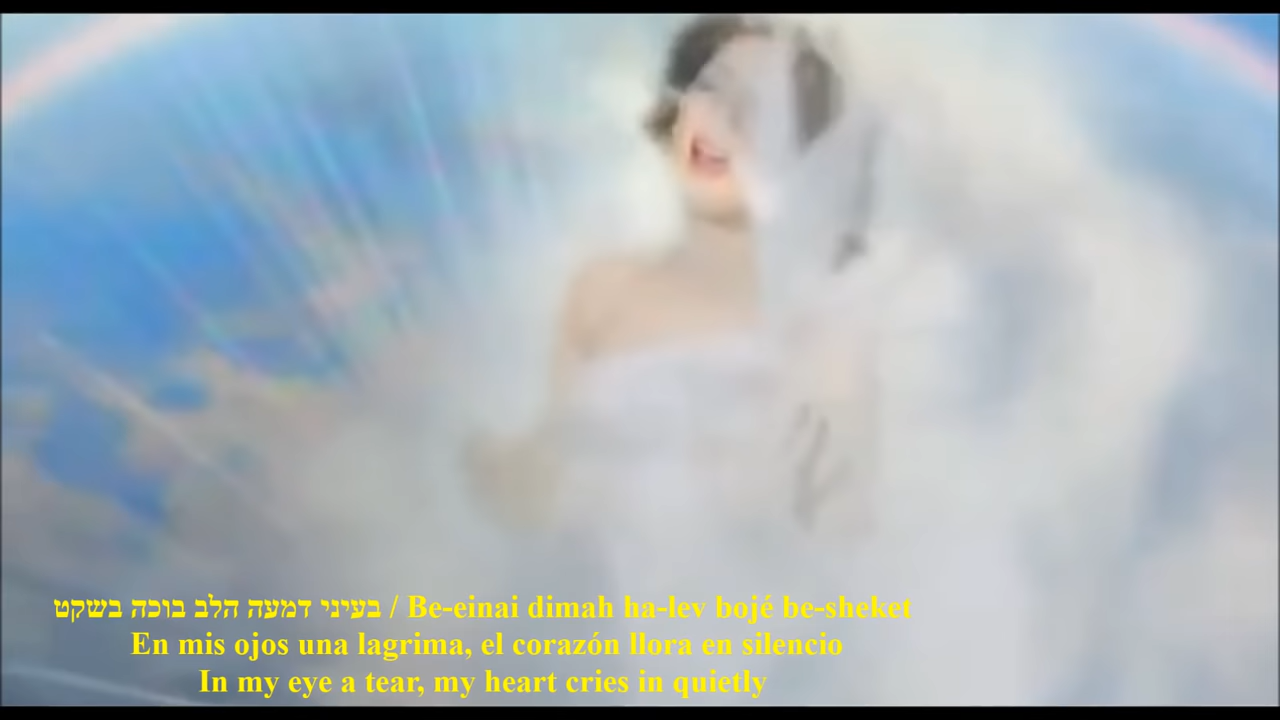 בעיני דמעה הלב בוכה בשקט / Be-einai dimah ha-lev bojé be-sheket
En mis ojos una lagrima, el corazón llora en silencio
In my eye a tear, my heart cries in quietly